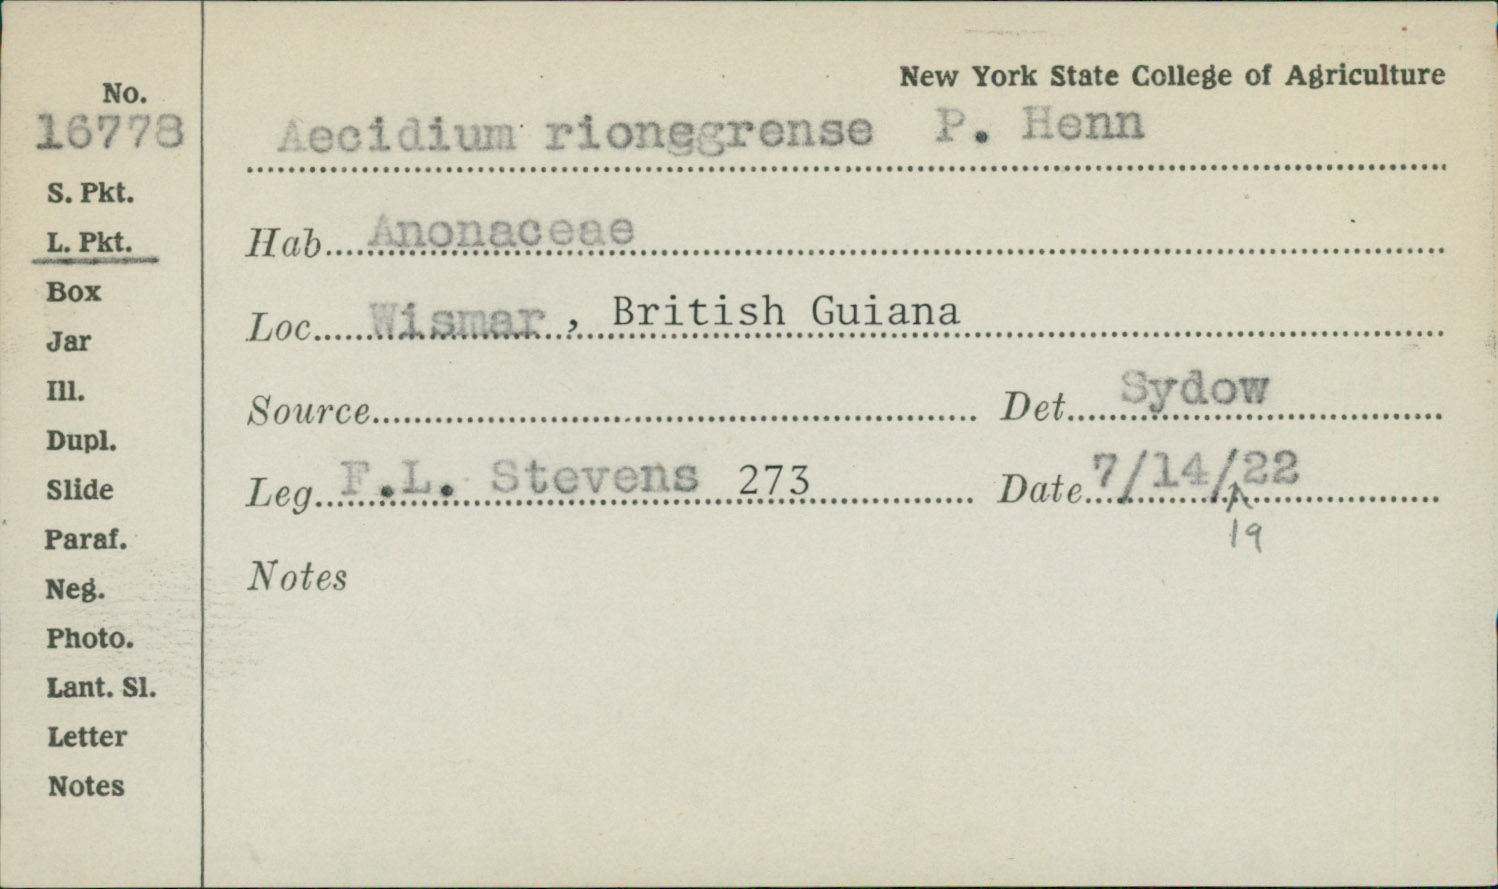 New York State College of Agriculture
No.
16778
Aecidium rionegrense P. Henn
S. Pkt.
L. Pkt.
Box
Jar
Ill.
Dupl.
Slide
Paraf.
Neg.
Photo.
Lant. Sl.
Letter
Notes
Hab....Anonaceae
Loc....Wismar, British Guiana
Source
Det....Sydow
Leg...F.L. Stevens 273
Date 7/14/^22
19
Notes